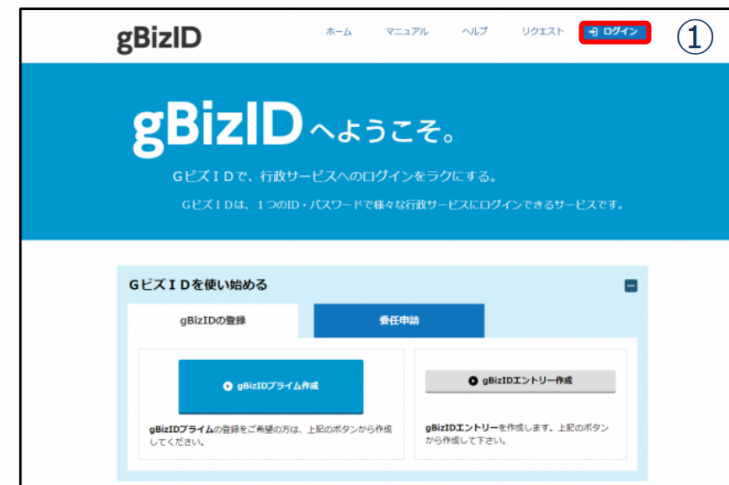 gBizID
ホーム マニュアル ヘルプ リクエスト ログイン ①
gBizIDへようこそ。
GビズIDで、行政サービスへのログインをラクにする。
GビズIDは、1つのID・パスワードで様々な行政サービスにログインできるサービスです。
GビズIDを使い始める
gBizIDの登録 委任申請
gBizIDプライム作成
gBizIDプライムの登録をご希望の方は、上記のボタンから作成
してください。
gBizIDエントリー作成
gBizIDエントリーを作成します。上記のボタン
から作成して下さい。